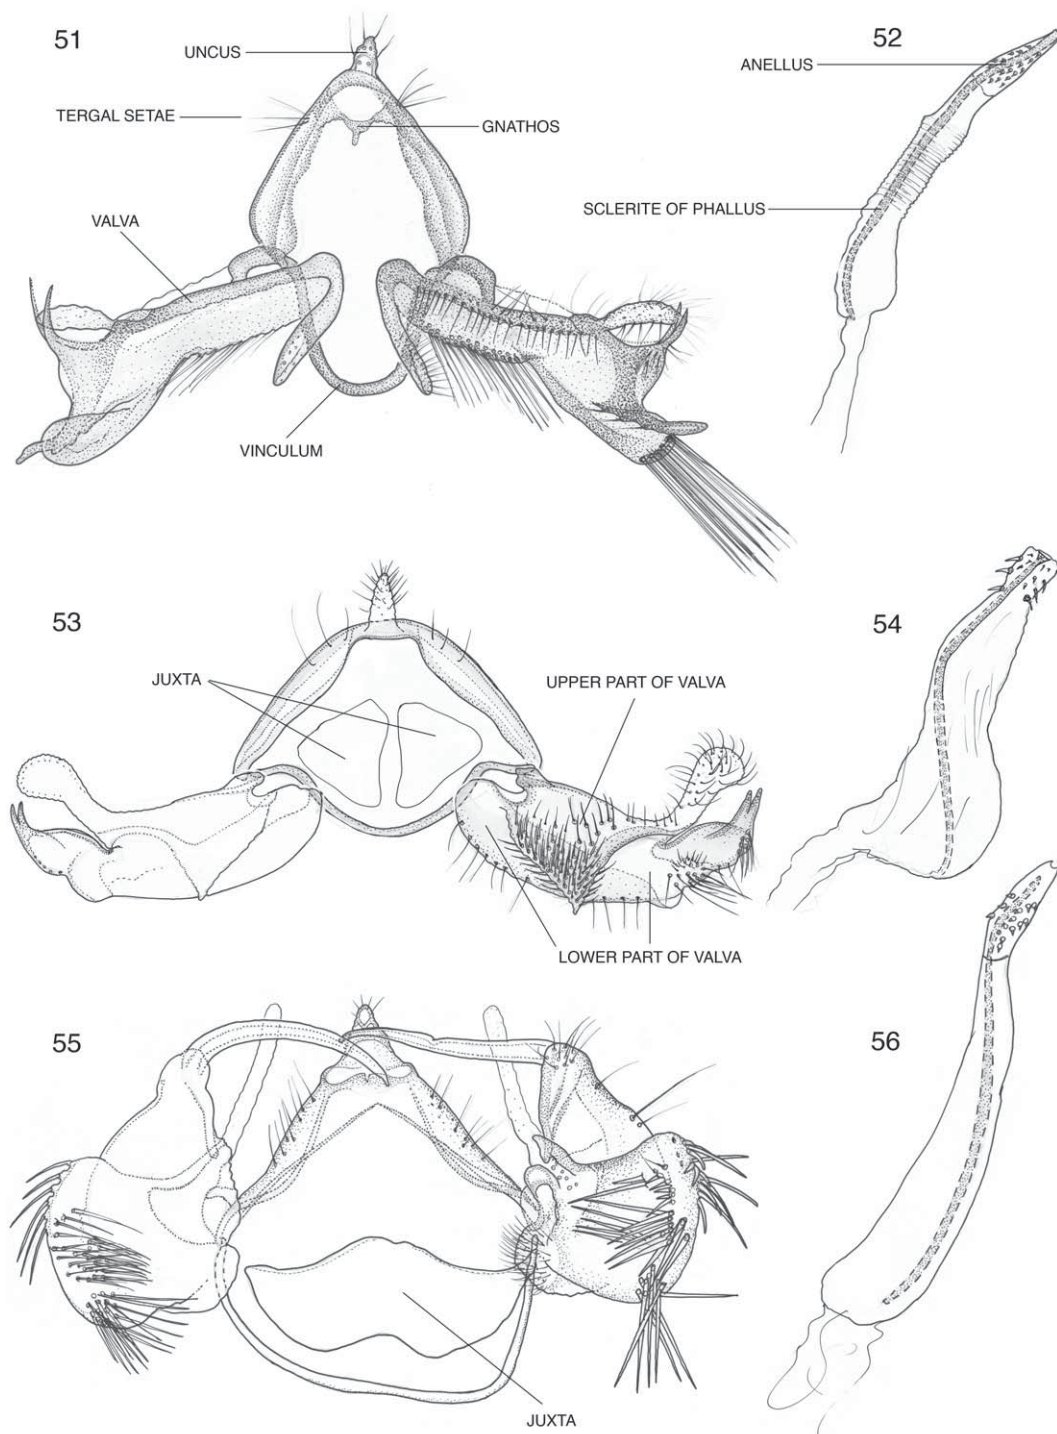 51
UNCUS
TERGAL SETAE
GNATHOS
VALVA
VINCULUM
52
ANELLUS
SCLERITE OF PHALLUS
53
JUXTA
UPPER PART OF VALVA
LOWER PART OF VALVA
54
55
JUXTA
56